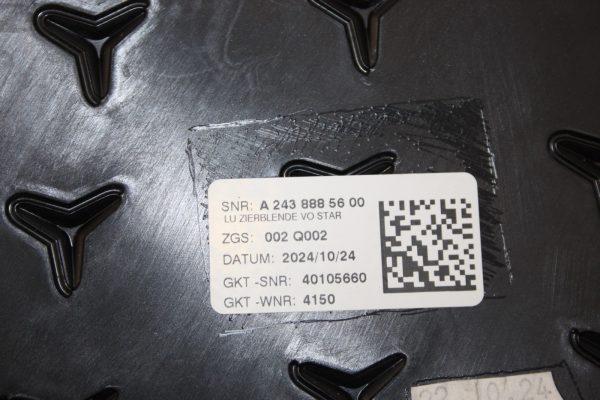 SNR: A 243 888 56 00
LU ZIERBLENDE VO STAR
ZGS: 002 Q002
DATUM: 2024/10/24
GKT -SNR: 40105660
GKT -WNR: 4150